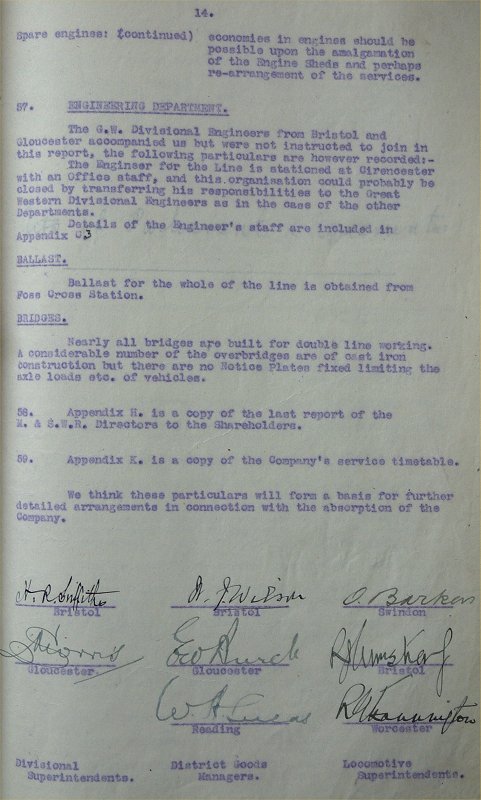 14.
Spare engines: (continued) economies in engines should be
possible upon the amalgamation
of the Engine Sheds and perhaps
re-arrangement of the services.
57. ENGINEERING DEPARTMENT.
The G.W. Divisional Engineers from Bristol and
Gloucester accompanied us but were not instructed to join in
this report, the following particulars are however recorded:-
The Engineer for the Line is stationed at Cirencester
with an Office staff, and this organisation could probably be
closed by transferring his responsibilities to the Great
Western Divisional Engineers as in the case of the other
Departments.
Details of the Engineer's staff are included in
Appendix 3
BALLAST.
Ballast for the whole of the line is obtained from
Foss Cross Station.
BRIDGES.
Nearly all bridges are built for double line working.
A considerable number of the overbridges are of cast iron
construction but there are no Notice Plates fixed limiting the
axle loads etc. of vehicles.
58. Appendix H. is a copy of the last report of the
M. & S.W.R. Directors to the Shareholders.
59. Appendix K. is a copy of the Company's service timetable.
We think these particulars will form a basis for further
detailed arrangements in connection with the absorption of the
Company.
H. R. Griffiths W. J. Wilson O Barker
Bristol Bristol Swindon
Morris
Gloucester. Gloucester Bristol
W. H. Lucas
Reading Worcester
Divisional District Goods Locomotive
Superintendents. Managers. Superintendents.